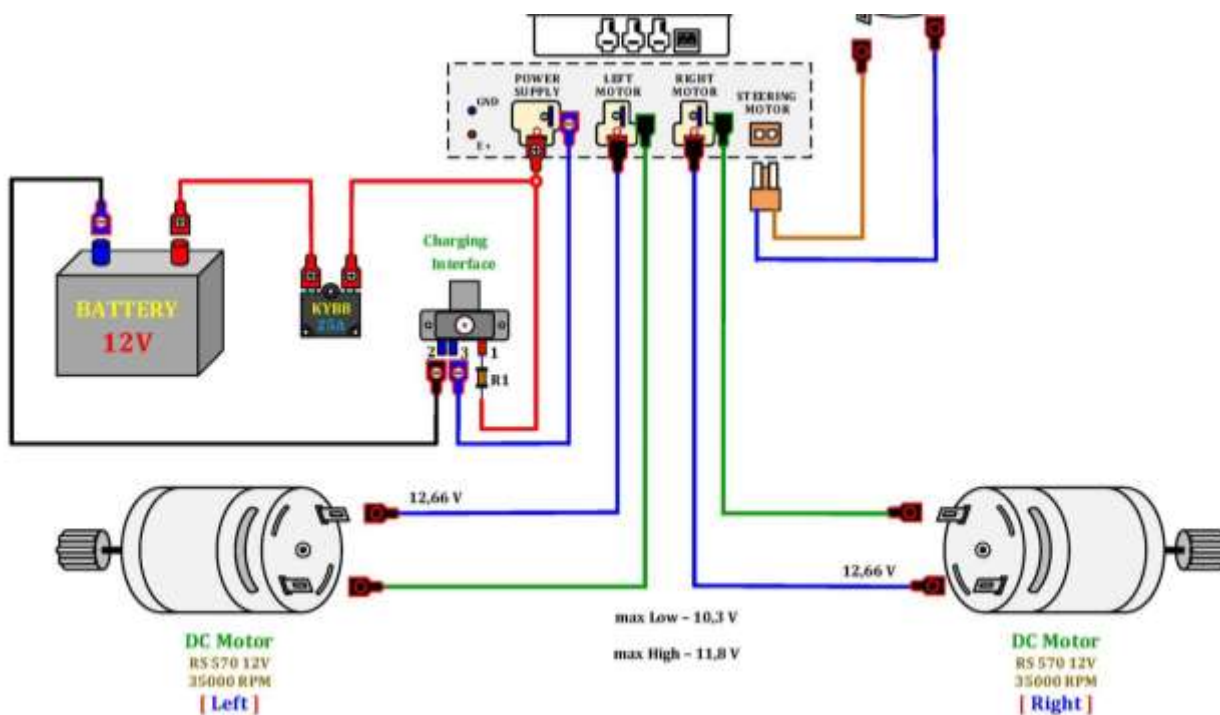 POWER
SUPPLY
LEFT
MOTOR
RIGHT
MOTOR
STEERING
MOTOR
GND
E+
Charging
Interface
BATTERY
12V
KYBB
25A
2
3
1
R1
12,66 V
12,66 V
max Low – 10,3 V
max High – 11,8 V
DC Motor
RS 570 12V
35000 RPM
[ Left ]
DC Motor
RS 570 12V
35000 RPM
[ Right ]